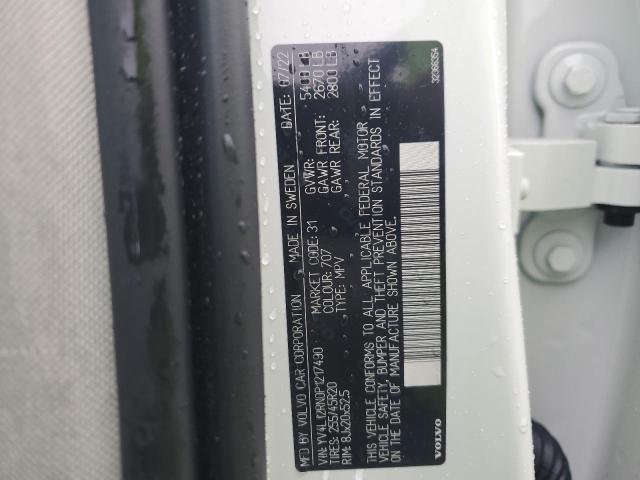 MFD BY VOLVO CAR CORPORATION MADE IN SWEDEN DATE: 07/22
VIN: YV4L12RN0P1217490 GVWR: 5400 LB
TIRES: 255/45R20 MARKET CODE: 31 GAWR FRONT: 2670 LB
RIM: 8Jx20x52.5 COLOUR: 707 GAWR REAR: 2800 LB
TYPE: MPV
THIS VEHICLE CONFORMS TO ALL APPLICABLE FEDERAL MOTOR
VEHICLE SAFETY, BUMPER AND THEFT PREVENTION STANDARDS IN EFFECT
ON THE DATE OF MANUFACTURE SHOWN ABOVE.
VOLVO 32366354